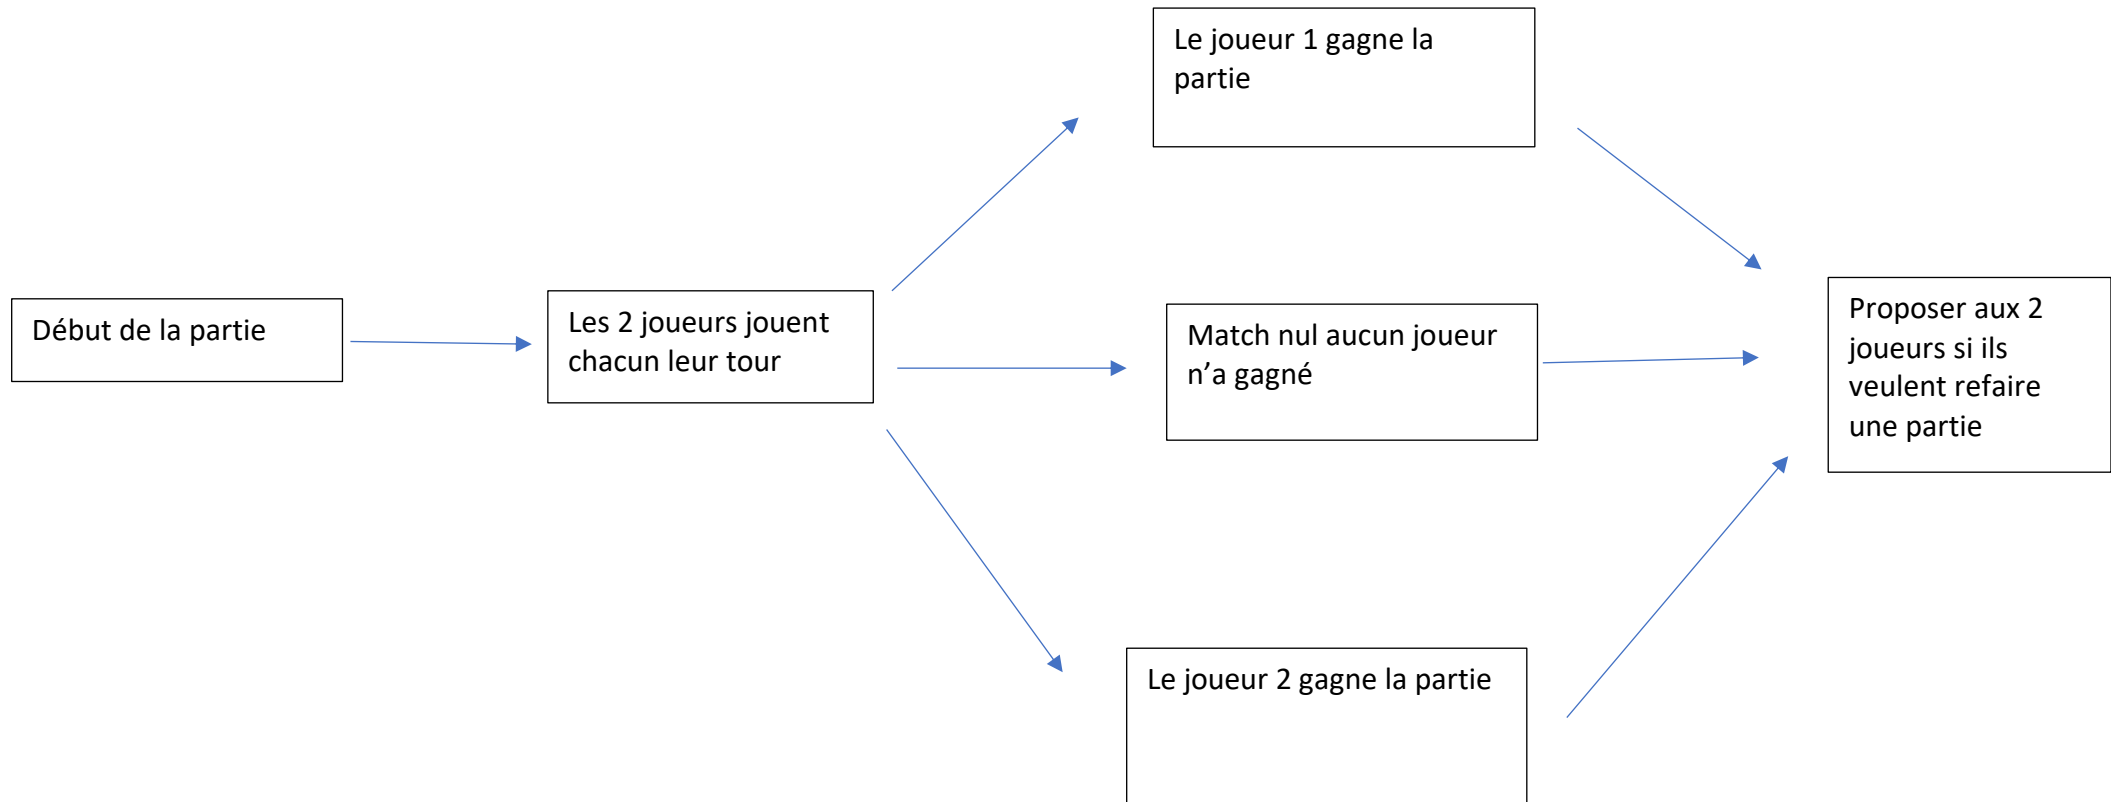 Le joueur 1 gagne la
partie
Début de la partie
Les 2 joueurs jouent
chacun leur tour
Match nul aucun joueur
n’a gagné
Proposer aux 2
joueurs si ils
veulent refaire
une partie
Le joueur 2 gagne la partie